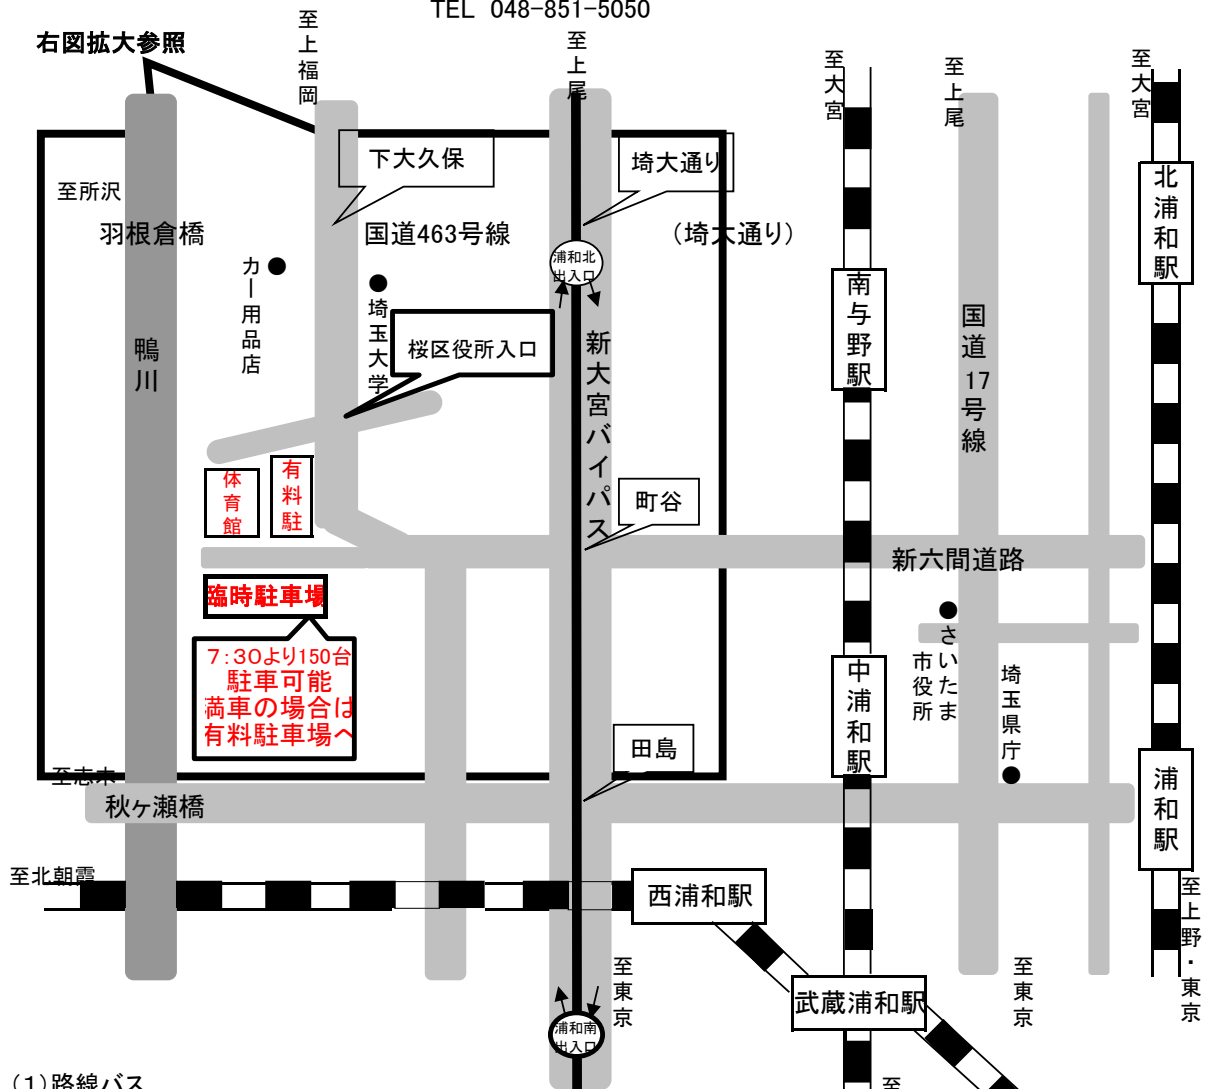 TEL 048-851-5050
右図拡大参照
至上福岡
至上尾
至大宮
至上尾
至大宮
下大久保
埼大通り
至所沢
羽根倉橋
国道463号線
(埼大通り)
北浦和駅
カー用品店
埼玉大学
浦和北
出入口
南与野駅
国道17号線
鴨川
桜区役所入口
新大宮バイパス
体育館
有料駐
町谷
新六間道路
臨時駐車場
7:30より150台
駐車可能
満車の場合は
有料駐車場へ
さいたま
市役所
中浦和駅
埼玉県庁
田島
浦和駅
至志木
秋ヶ瀬橋
至北朝霞
西浦和駅
至上野・東京
至東京
武蔵浦和駅
至東京
浦和南
出入口
(1)路線バス
至